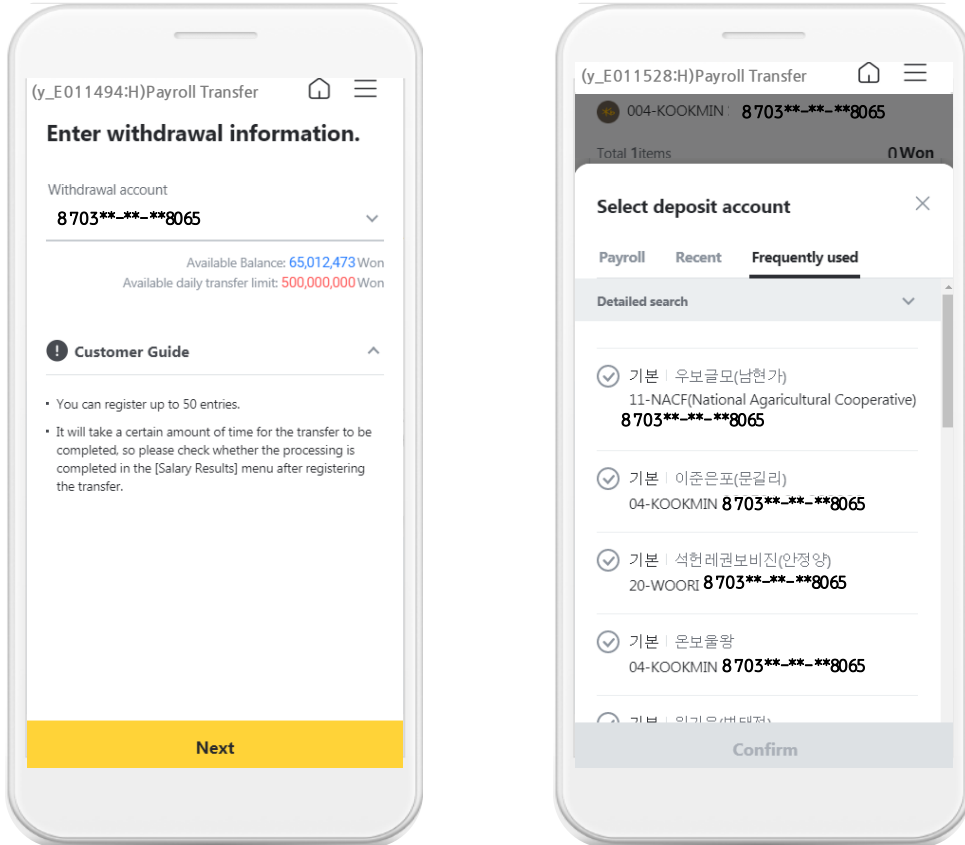 (y_E011494:H)Payroll Transfer
Enter withdrawal information.
Withdrawal account
8703**-**-**8065
Available Balance: 65,012,473 Won
Available daily transfer limit: 500,000,000 Won
! Customer Guide
• You can register up to 50 entries.
• It will take a certain amount of time for the transfer to be
completed, so please check whether the processing is
completed in the [Salary Results] menu after registering
the transfer.
Next
(y_E011528:H)Payroll Transfer
004-KOOKMIN 8703**-**-**8065
Total 1items 0 Won
Select deposit account
Payroll Recent Frequently used
Detailed search
기본 | 우보글모(남현가)
11-NACF(National Agaricultural Cooperative)
8703**-**-**8065
기본 | 이준은포(문길리)
04-KOOKMIN 8703**-**-**8065
기본 | 석헌레권보비진(안정양)
20-WOORI 8703**-**-**8065
기본 | 온보울왕
04-KOOKMIN 8703**-**-**8065
기본
Confirm